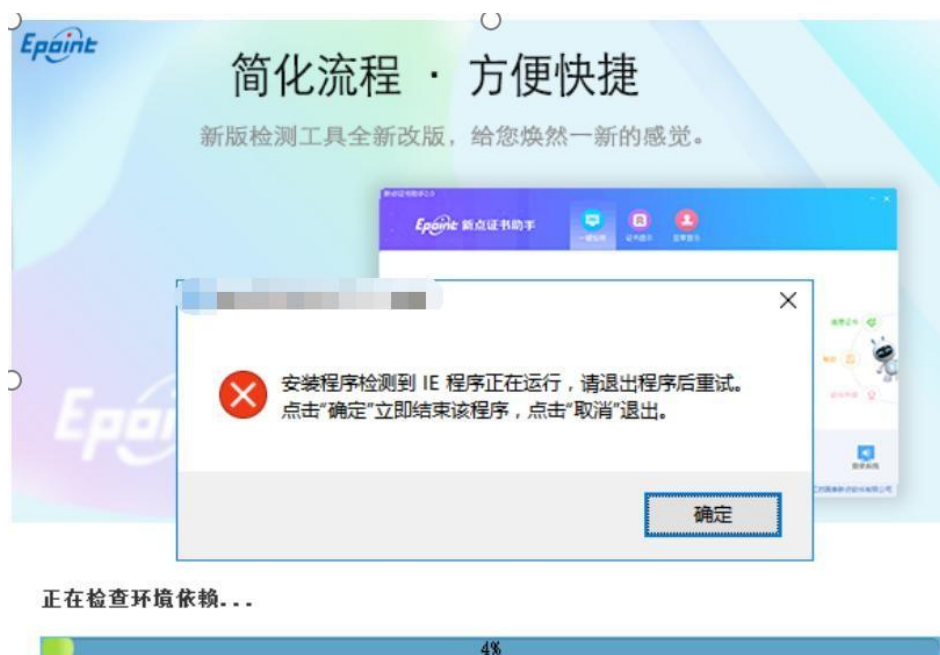 Epoint
简化流程 · 方便快捷
新版检测工具全新改版，给您焕然一新的感觉。
Epoint 新点证书助手
安装程序检测到 IE 程序正在运行，请退出程序后重试。
点击“确定”立即结束该程序，点击“取消”退出。
确定
正在检查环境依赖...
4%